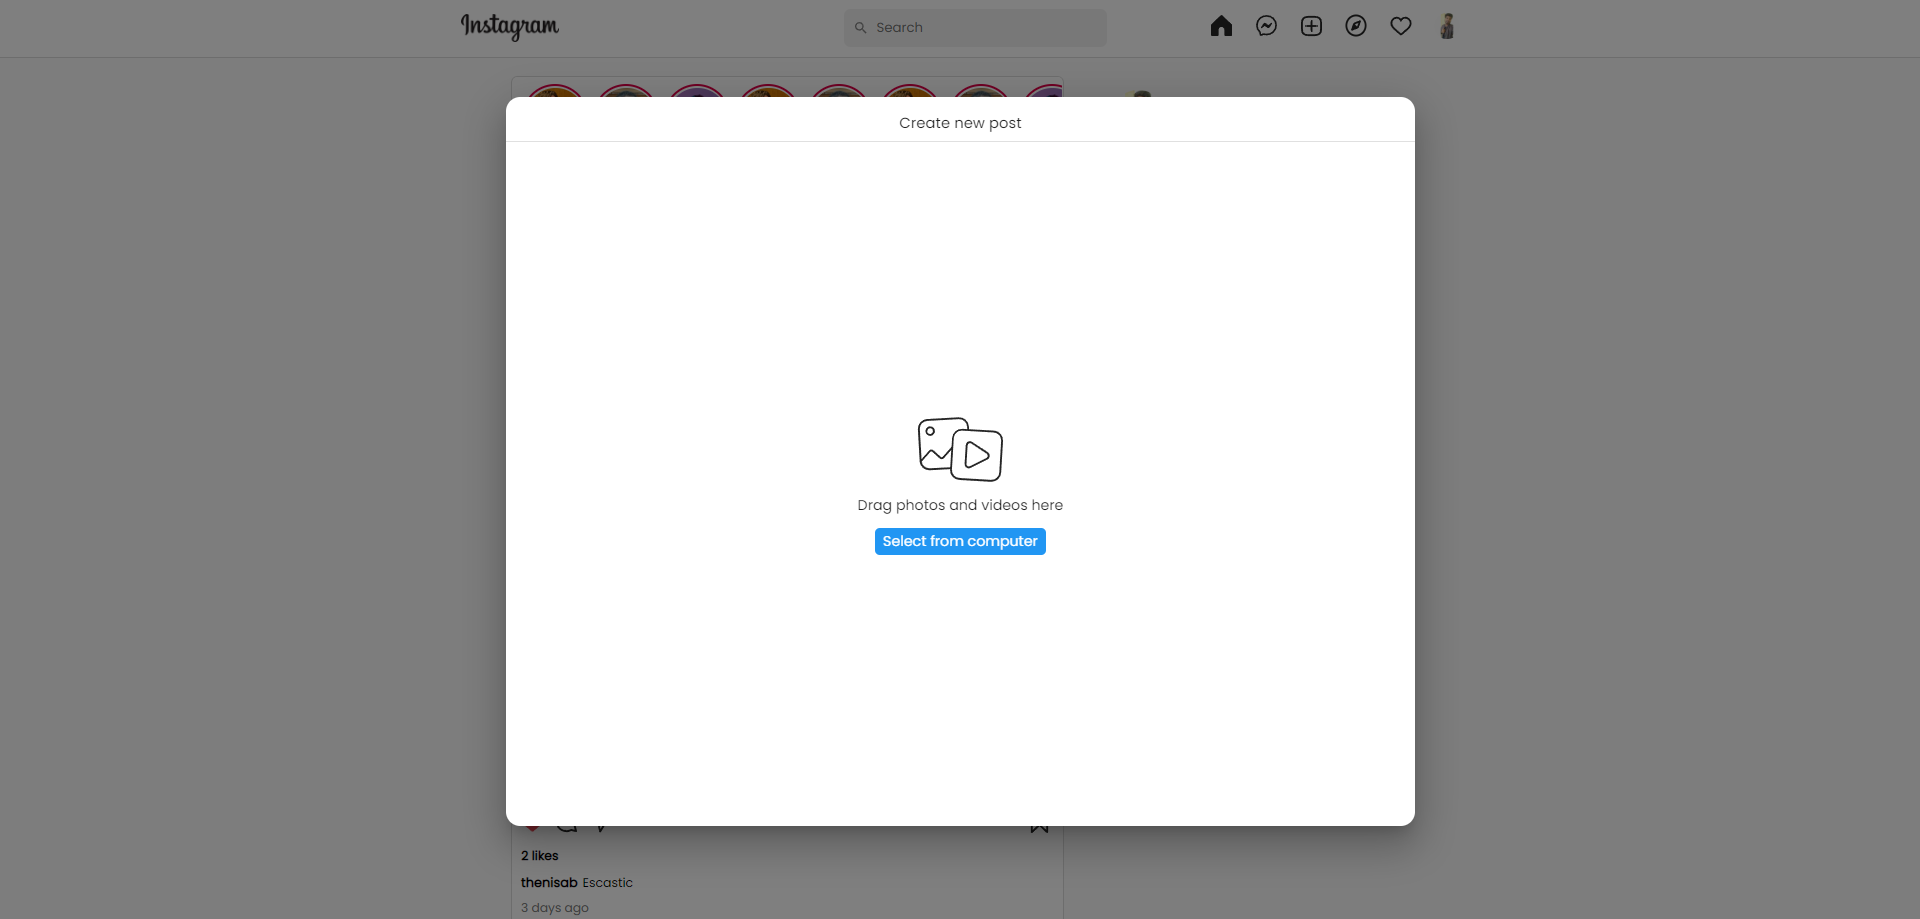 Instagram
Search
Create new post
Drag photos and videos here
Select from computer
2 likes
thenisab Escastic
3 days ago